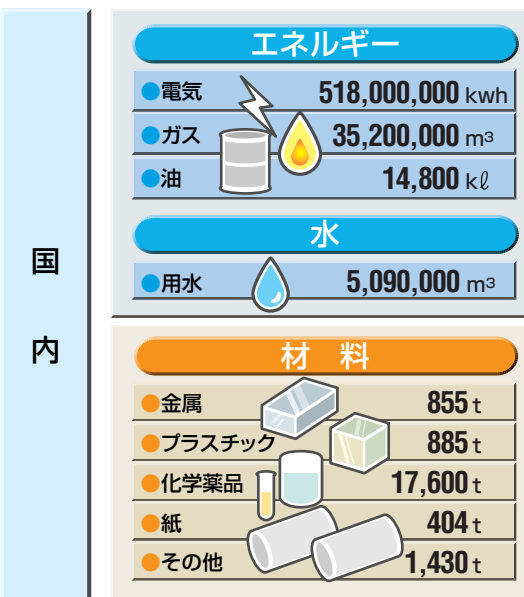 国内
エネルギー
●電気 518,000,000 kwh
●ガス 35,200,000 m³
●油 14,800 kℓ
水
●用水 5,090,000 m³
材 料
●金属 855 t
●プラスチック 885 t
●化学薬品 17,600 t
●紙 404 t
●その他 1,430 t